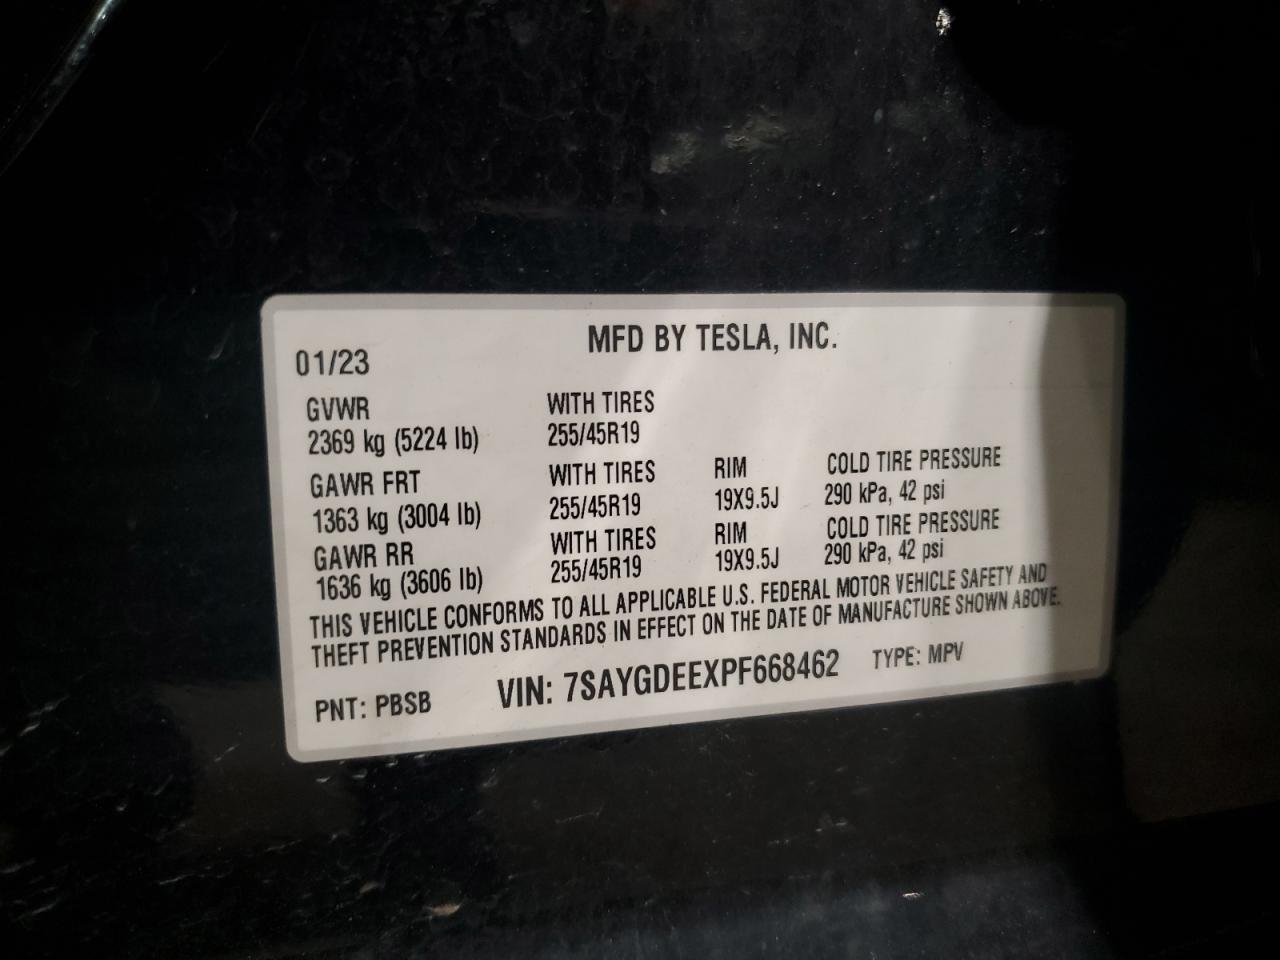 MFD BY TESLA, INC.
01/23
GVWR WITH TIRES
2369 kg (5224 lb) 255/45R19
GAWR FRT WITH TIRES RIM COLD TIRE PRESSURE
1363 kg (3004 lb) 255/45R19 19X9.5J 290 kPa, 42 psi
GAWR RR WITH TIRES RIM COLD TIRE PRESSURE
1636 kg (3606 lb) 255/45R19 19X9.5J 290 kPa, 42 psi
THIS VEHICLE CONFORMS TO ALL APPLICABLE U.S. FEDERAL MOTOR VEHICLE SAFETY AND
THEFT PREVENTION STANDARDS IN EFFECT ON THE DATE OF MANUFACTURE SHOWN ABOVE.
PNT: PBSB VIN: 7SAYGDEEXPF668462 TYPE: MPV